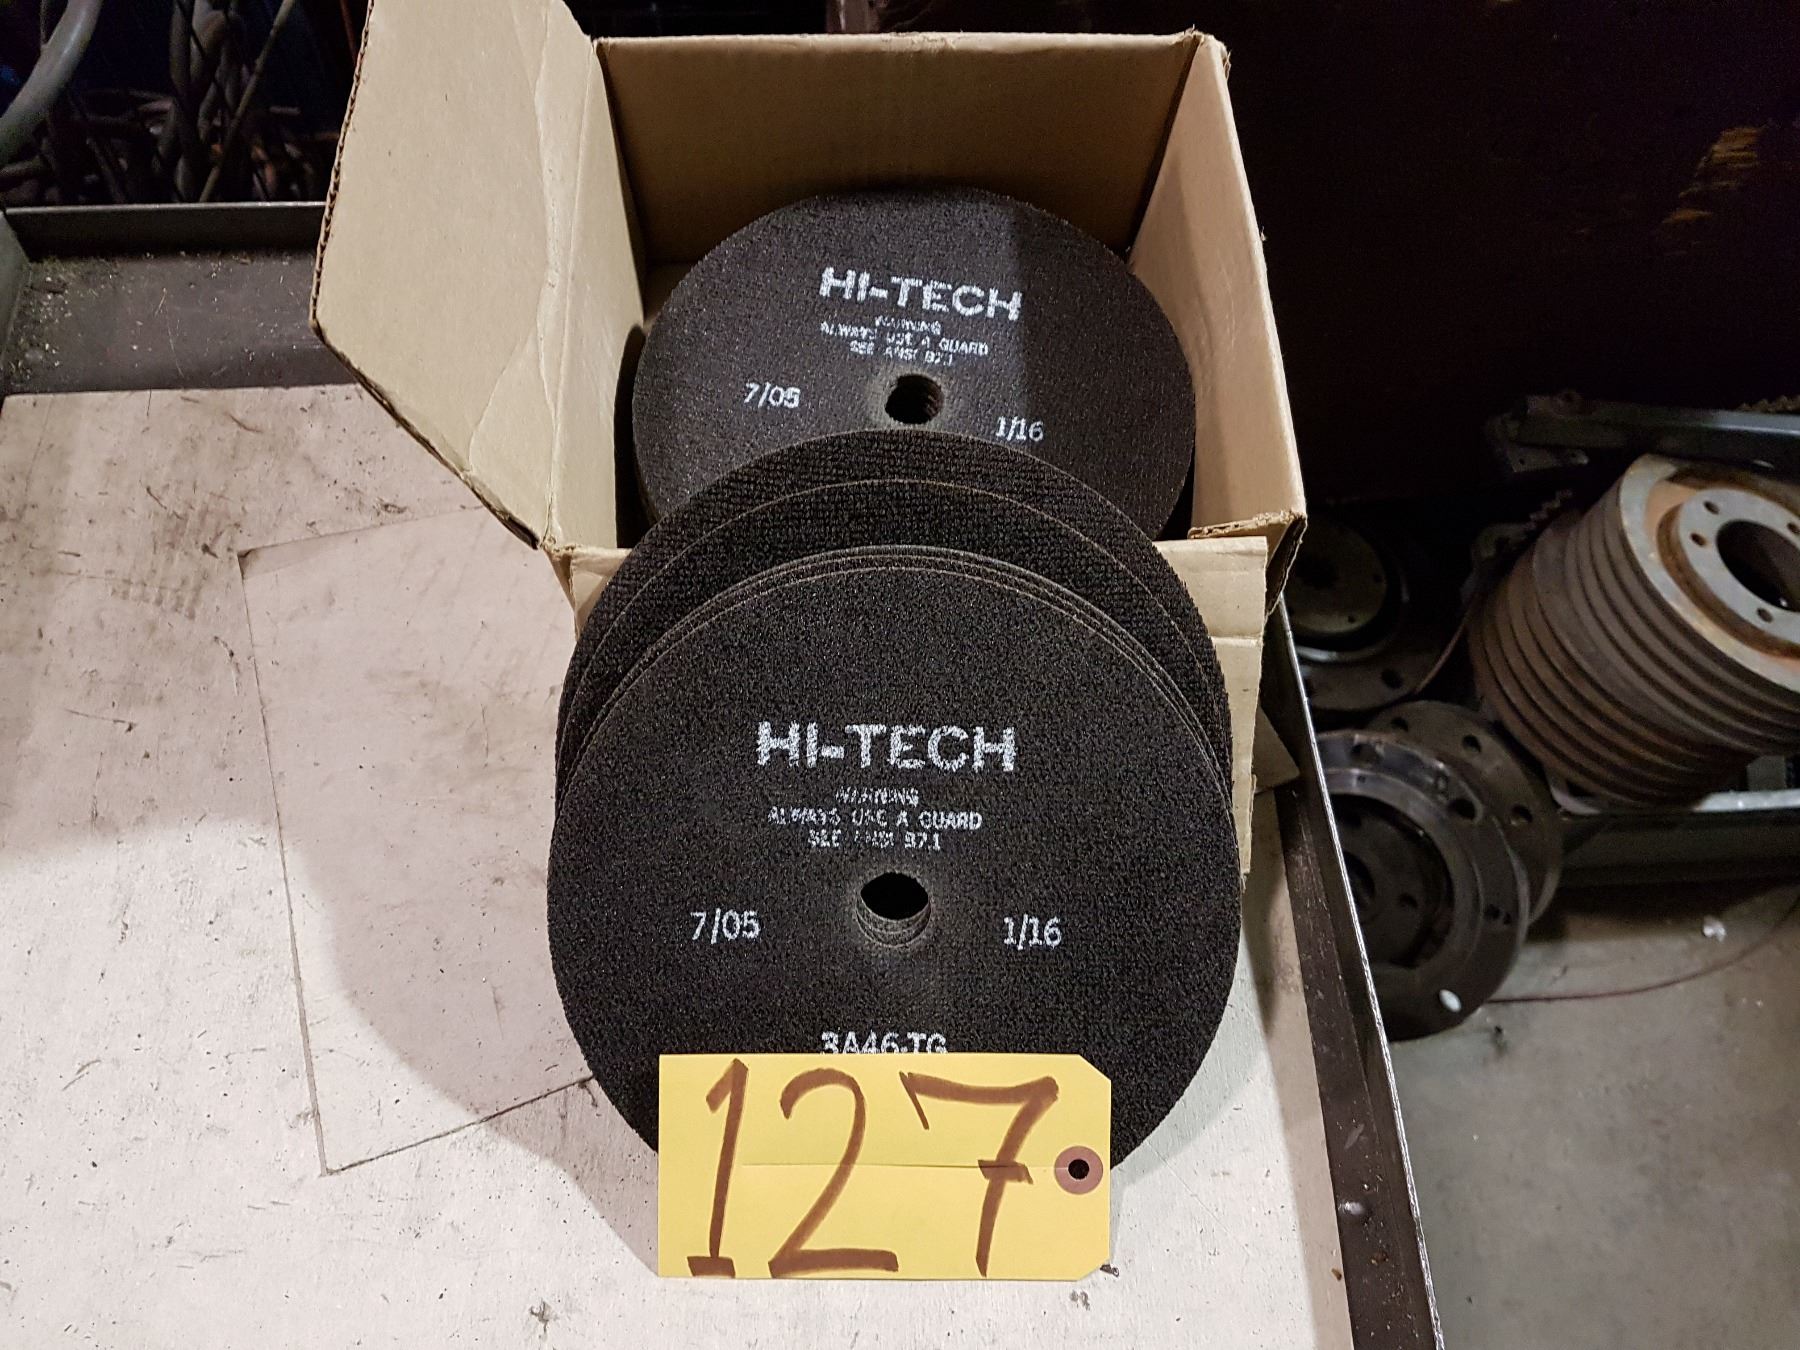 HI-TECH
WARNING
ALWAYS USE A GUARD
SEE ANSI B7.1
7/05
1/16
HI-TECH
WARNING
ALWAYS USE A GUARD
SEE ANSI B7.1
7/05
1/16
3A46-TG
127